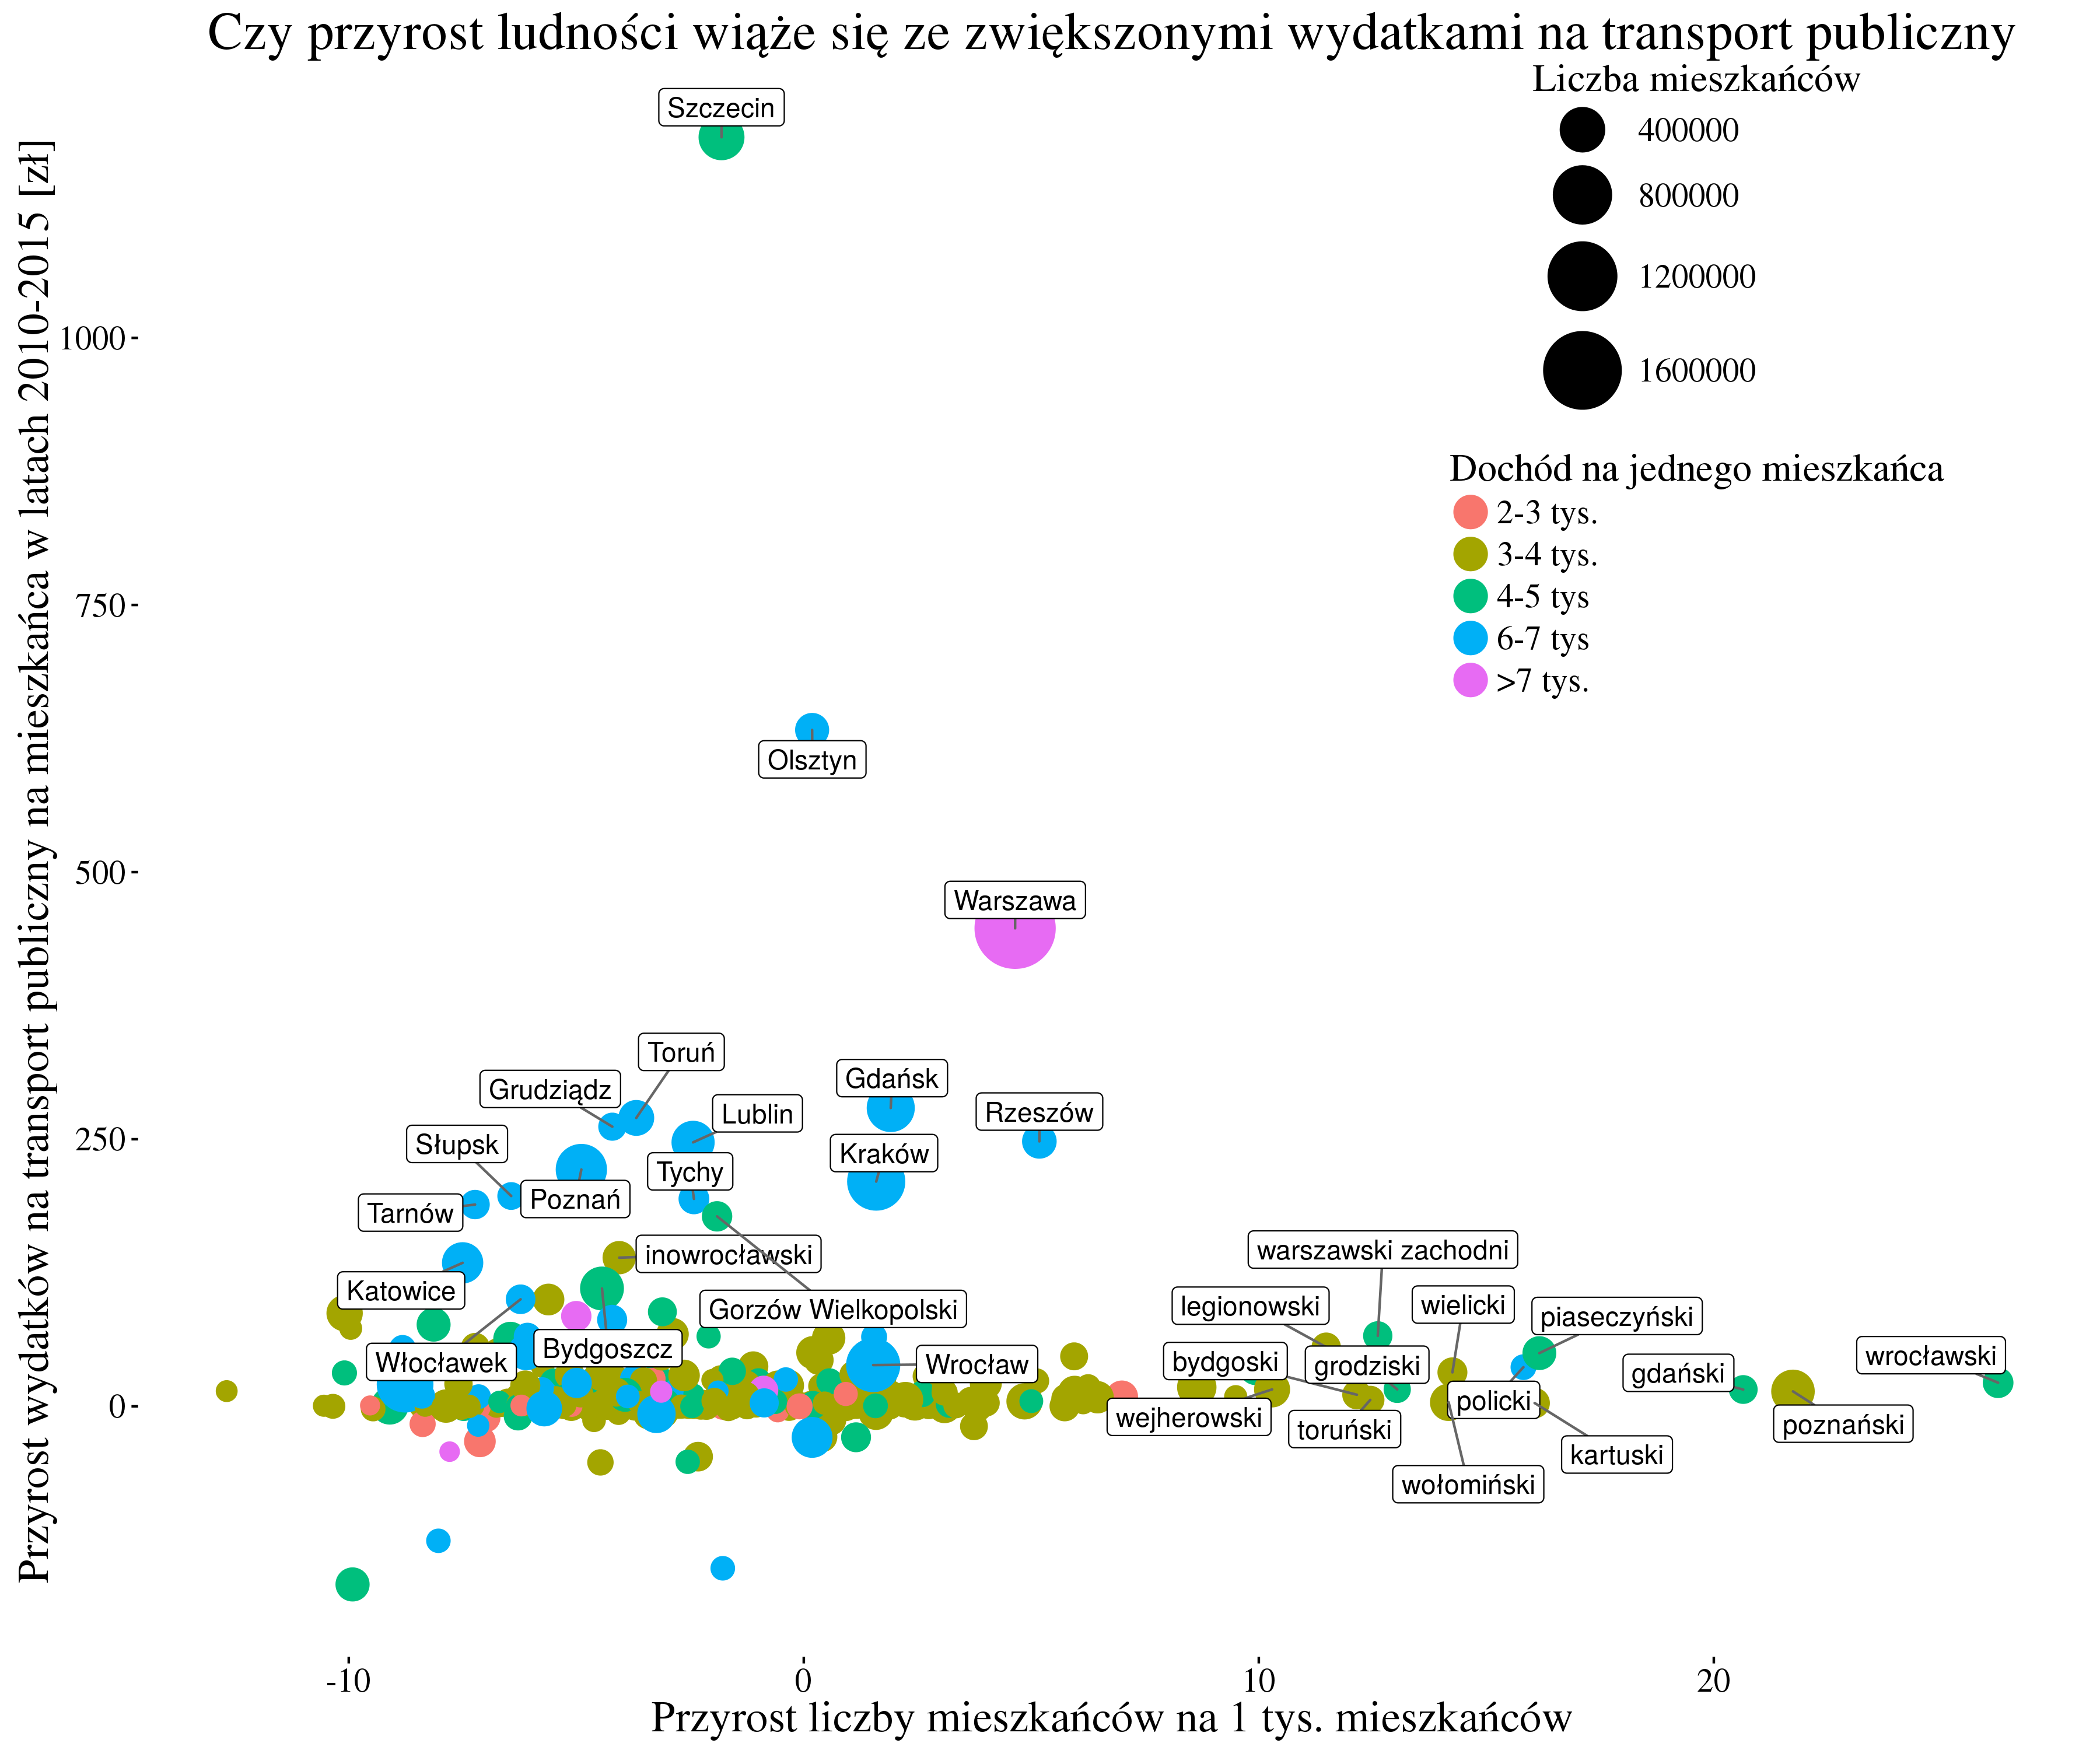 Czy przyrost ludności wiąże się ze zwiększonymi wydatkami na transport publiczny
Przyrost wydatków na transport publiczny na mieszkańca w latach 2010-2015 [zł]
1000
750
500
250
0
Liczba mieszkańców
400000
800000
1200000
1600000
Dochód na jednego mieszkańca
2-3 tys.
3-4 tys.
4-5 tys
6-7 tys
>7 tys.
Szczecin
Olsztyn
Warszawa
Toruń
Grudziądz
Gdańsk
Lublin
Rzeszów
Słupsk
Kraków
Tychy
Poznań
Tarnów
inowrocławski
warszawski zachodni
Katowice
Gorzów Wielkopolski
legionowski
wielicki
piaseczyński
Bydgoszcz
Włocławek
Wrocław
bydgoski
grodziski
wrocławski
gdański
policki
wejherowski
toruński
poznański
kartuski
wołomiński
-10
0
10
20
Przyrost liczby mieszkańców na 1 tys. mieszkańców